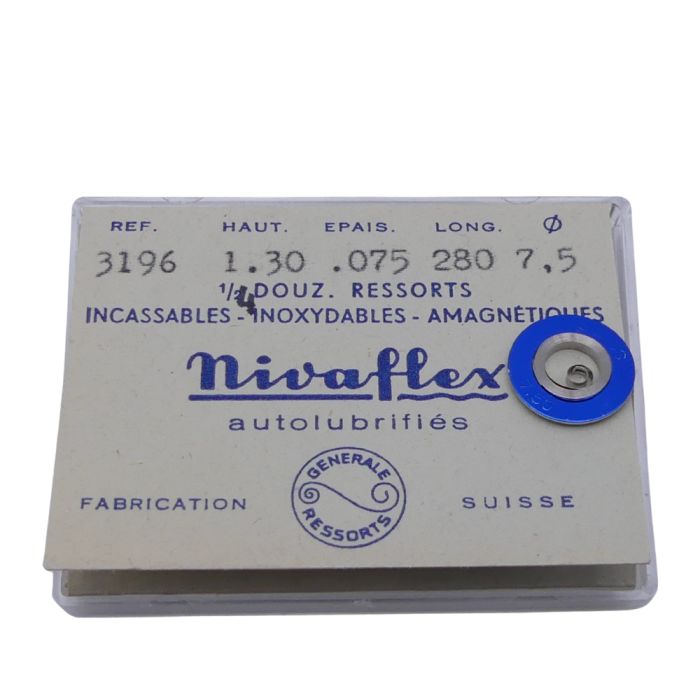 REF. HAUT. EPAIS. LONG. Ø
3196 1.30 .075 280 7,5
1/4 DOUZ. RESSORTS
INCASSABLES - INOXYDABLES - AMAGNÉTIQUES
Nivaflex
autolubrifiés
GENERALE
RESSORTS
FABRICATION SUISSE